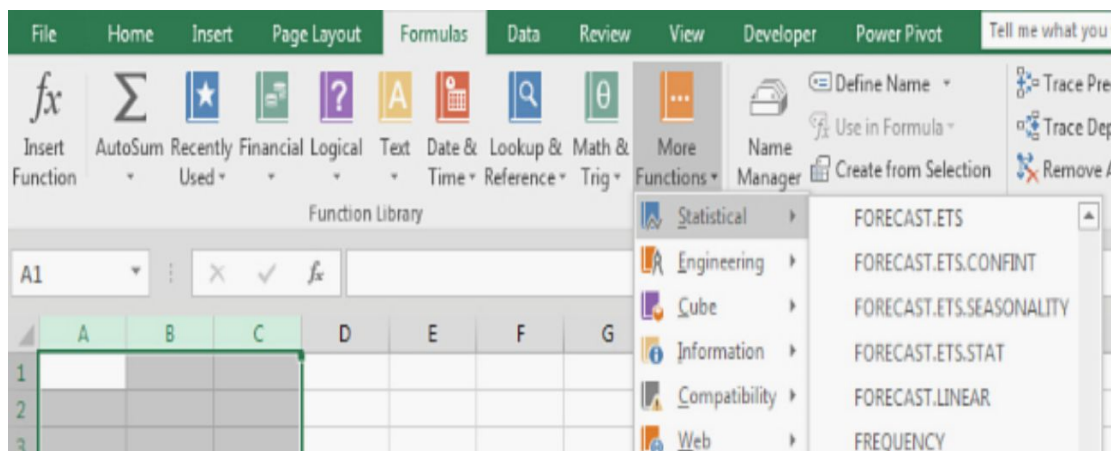 File Home Insert Page Layout Formulas Data Review View Developer Power Pivot Tell me what you
fx Σ ? A θ ... Define Name Trace Pre
Insert AutoSum Recently Financial Logical Text Date & Lookup & Math & More Name Use in Formula Trace Dep
Function Used Time Reference Trig Functions Manager Create from Selection Remove A
Function Library
Statistical FORECAST.ETS
A1 fx Engineering FORECAST.ETS.CONFINT
Cube FORECAST.ETS.SEASONALITY
A B C D E F G
1 Information FORECAST.ETS.STAT
2 Compatibility FORECAST.LINEAR
3 Web FREQUENCY